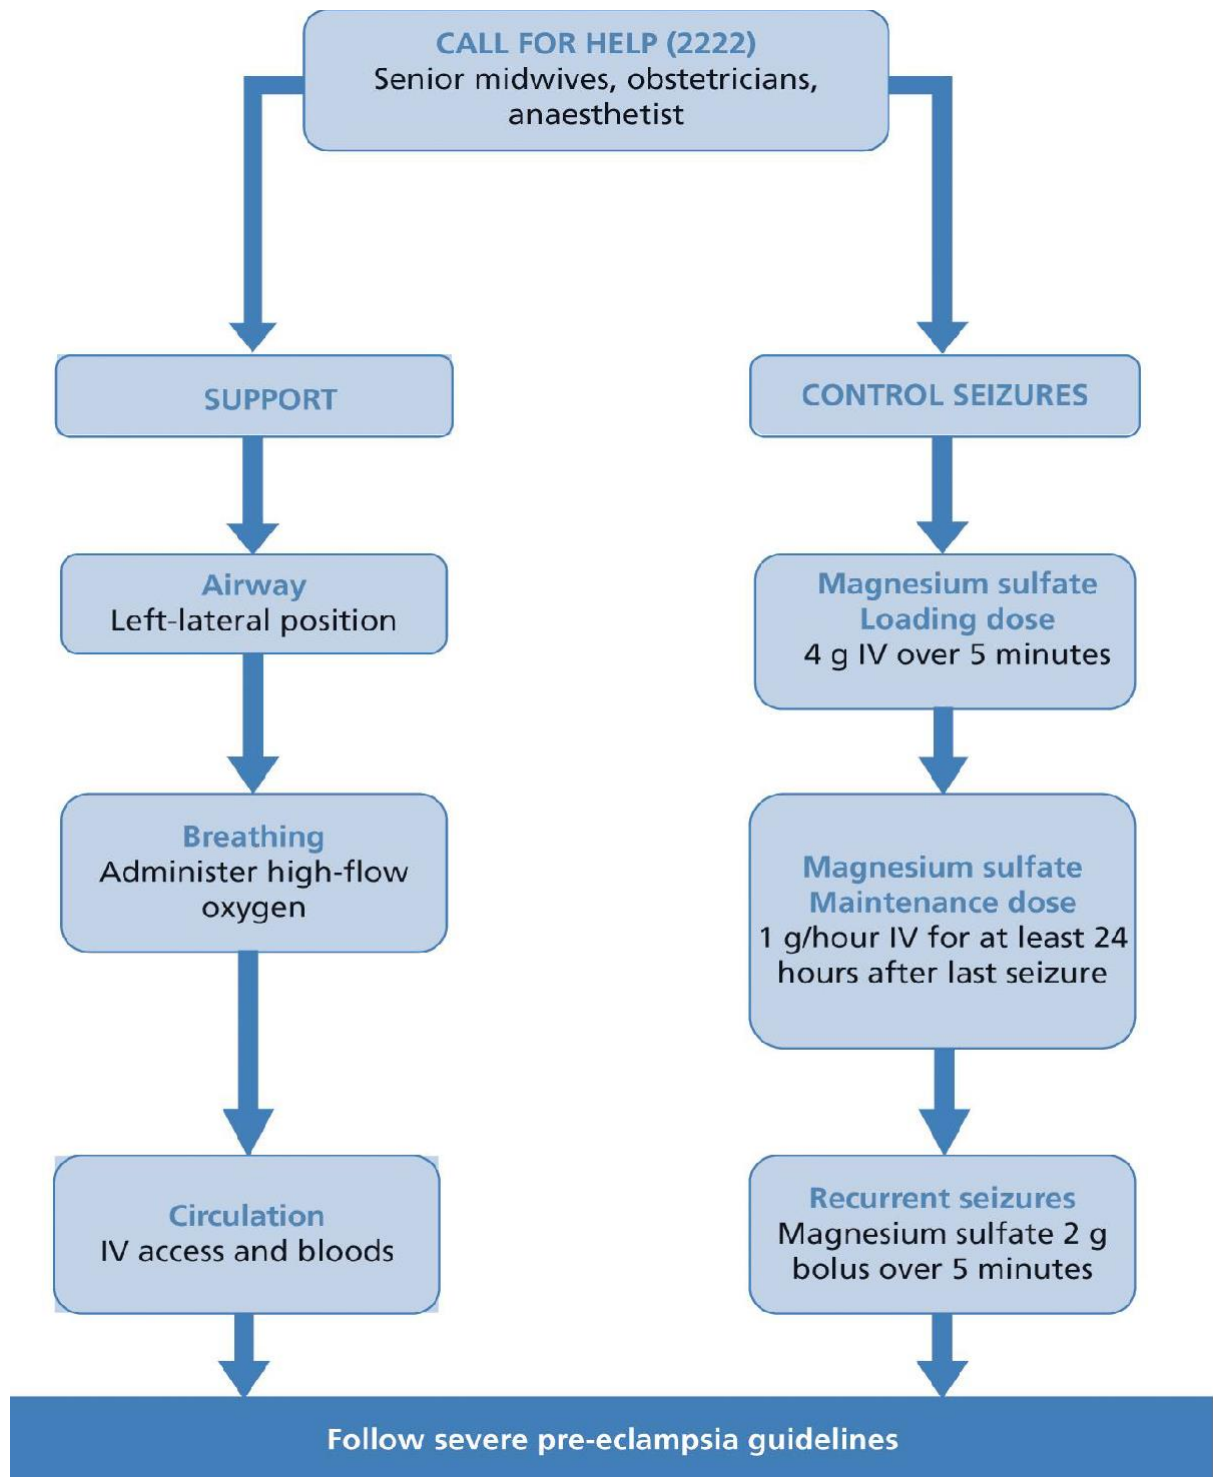 CALL FOR HELP (2222)
Senior midwives, obstetricians,
anaesthetist
SUPPORT
CONTROL SEIZURES
Airway
Left-lateral position
Magnesium sulfate
Loading dose
4 g IV over 5 minutes
Breathing
Administer high-flow
oxygen
Magnesium sulfate
Maintenance dose
1 g/hour IV for at least 24
hours after last seizure
Circulation
IV access and bloods
Recurrent seizures
Magnesium sulfate 2 g
bolus over 5 minutes
Follow severe pre-eclampsia guidelines